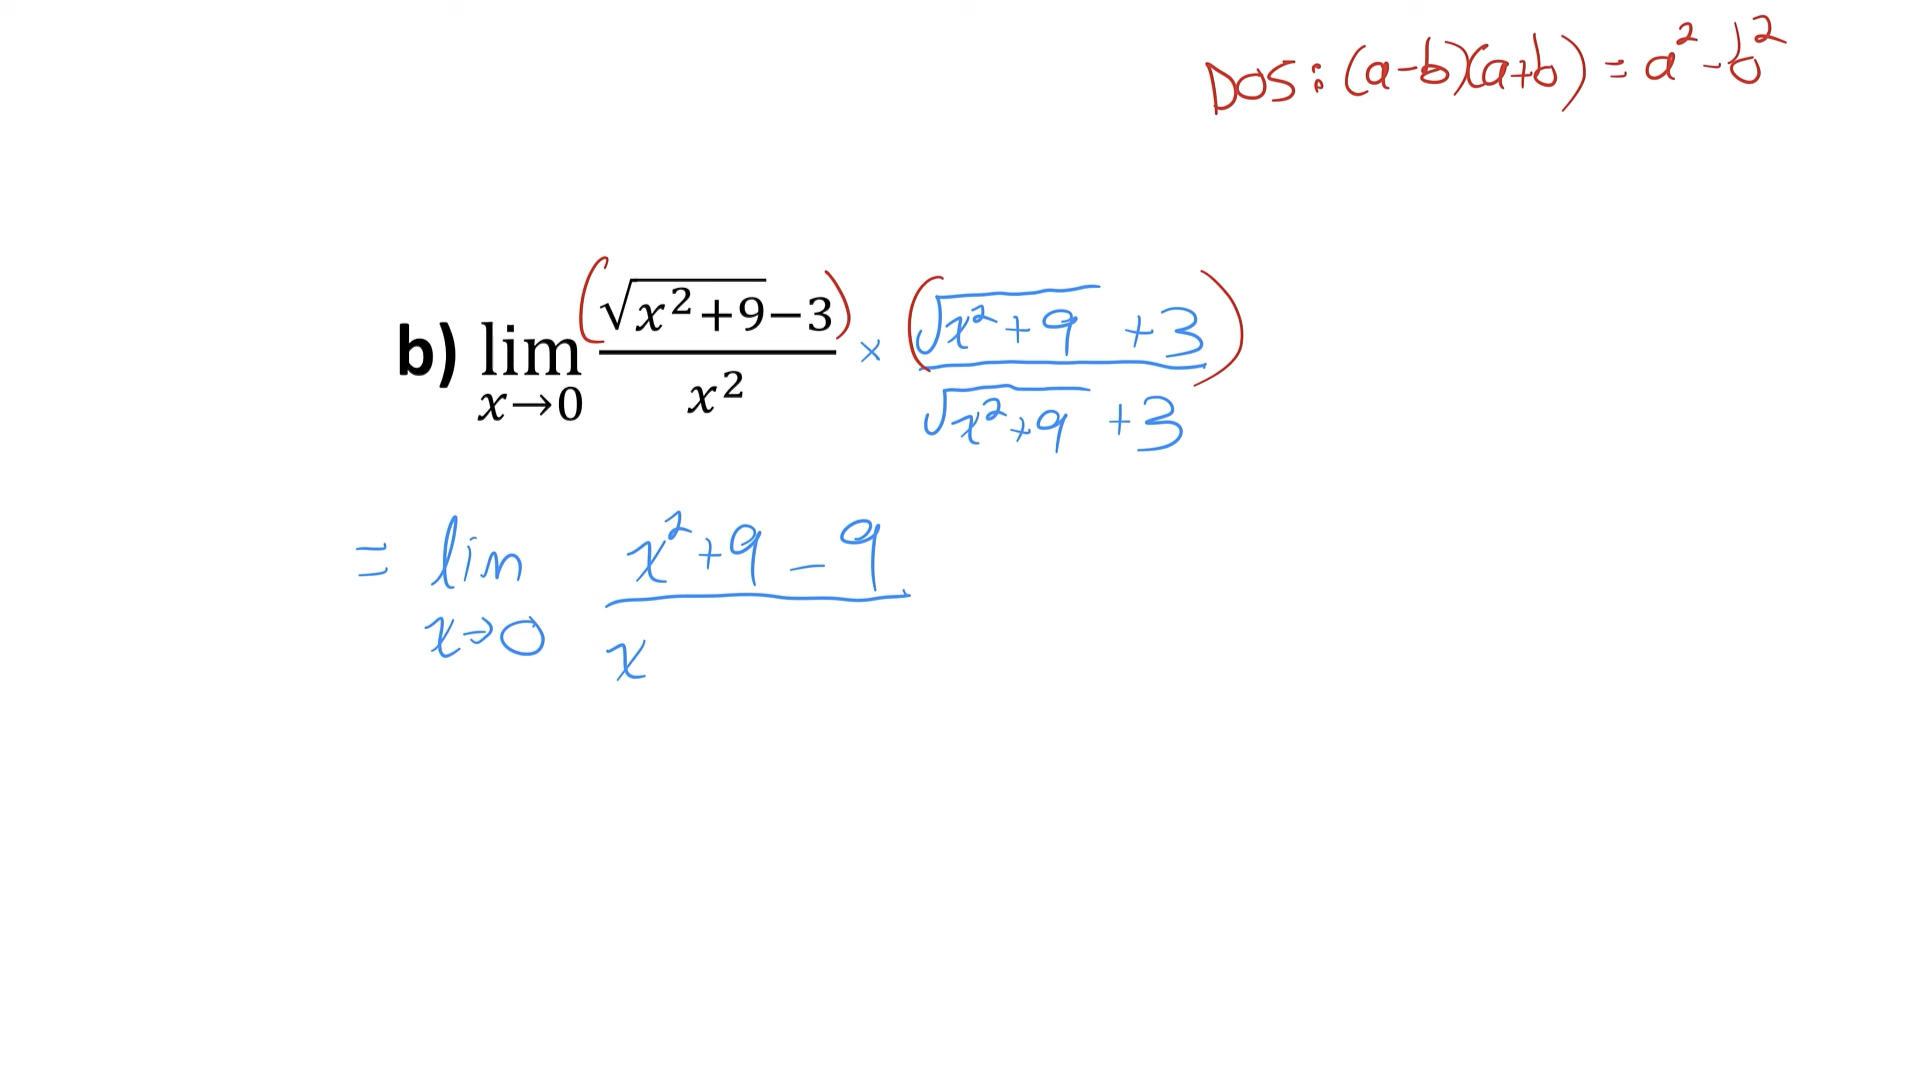 DOS: (a-b)(a+b) = a²-b²
b) lim x→0 (√(x²+9)-3)/x² × (√(x²+9) +3)/(√(x²+9) +3)
= lim x→0 (x²+9-9)/x